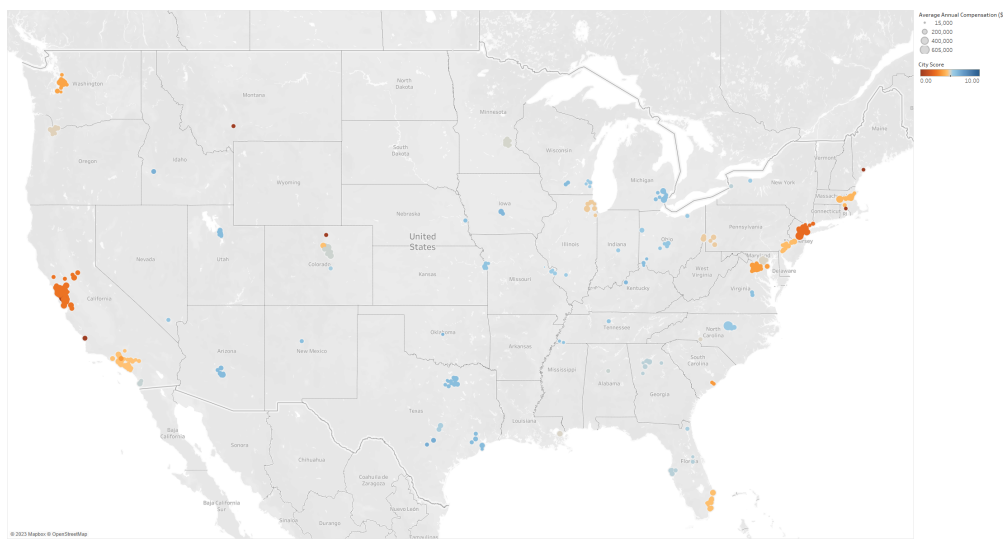 Average Annual Compensation ($
15,000
200,000
400,000
605,000
City Score
0.00 10.00
Washington
Montana
North
Dakota
Minnesota
Maine
Oregon
Idaho
South
Dakota
Wisconsin
Michigan
Vermont
New York
Wyoming
Iowa
Connecticut
Nebraska
Pennsylvania
United
States
Nevada
Utah
Colorado
Illinois
Indiana
Ohio
Maryland
Delaware
California
Kansas
Missouri
West
Virginia
Virginia
Kentucky
Oklahoma
Tennessee
North
Carolina
Arizona
New Mexico
Arkansas
South
Carolina
Mississippi
Alabama
Georgia
Texas
Louisiana
Baja
California
Sonora
Chihuahua
Florida
Coahuila de
Zaragoza
Baja California
Sur
Nuevo León
Sinaloa
Durango
Tamaulipas
© 2023 Mapbox © OpenStreetMap